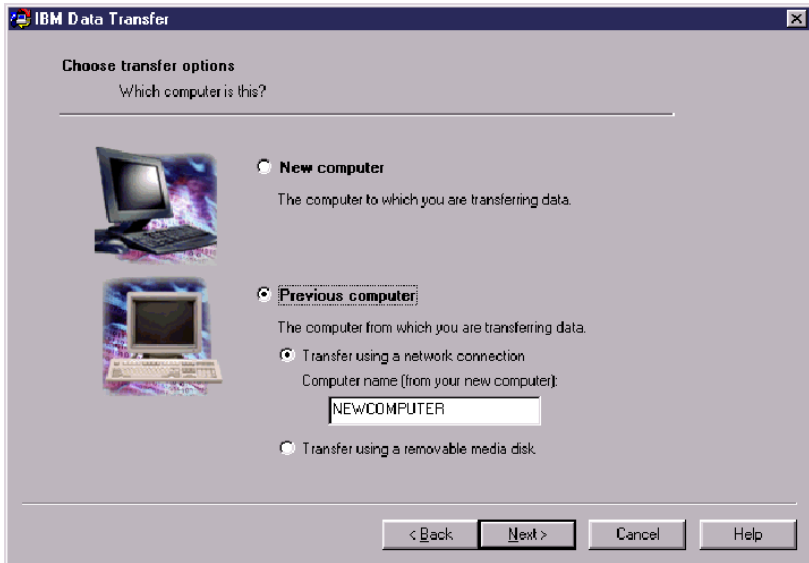 IBM Data Transfer
Choose transfer options
Which computer is this?
New computer
The computer to which you are transferring data.
Previous computer
The computer from which you are transferring data.
Transfer using a network connection
Computer name (from your new computer):
NEWCOMPUTER
Transfer using a removable media disk.
< Back Next > Cancel Help